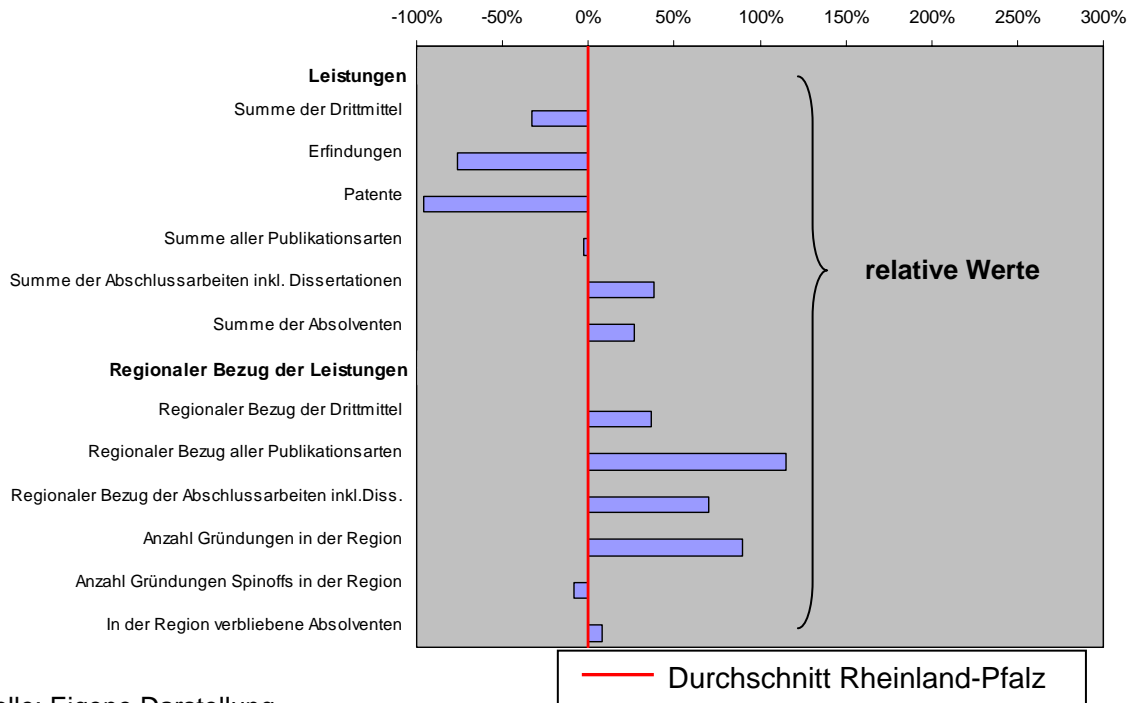 -100% -50% 0% 50% 100% 150% 200% 250% 300%
Leistungen
Summe der Drittmittel
Erfindungen
Patente
Summe aller Publikationsarten
Summe der Abschlussarbeiten inkl. Dissertationen
Summe der Absolventen
Regionaler Bezug der Leistungen
Regionaler Bezug der Drittmittel
Regionaler Bezug aller Publikationsarten
Regionaler Bezug der Abschlussarbeiten inkl.Diss.
Anzahl Gründungen in der Region
Anzahl Gründungen Spinoffs in der Region
In der Region verbliebene Absolventen
relative Werte
Durchschnitt Rheinland-Pfalz
Eigene Darstellung